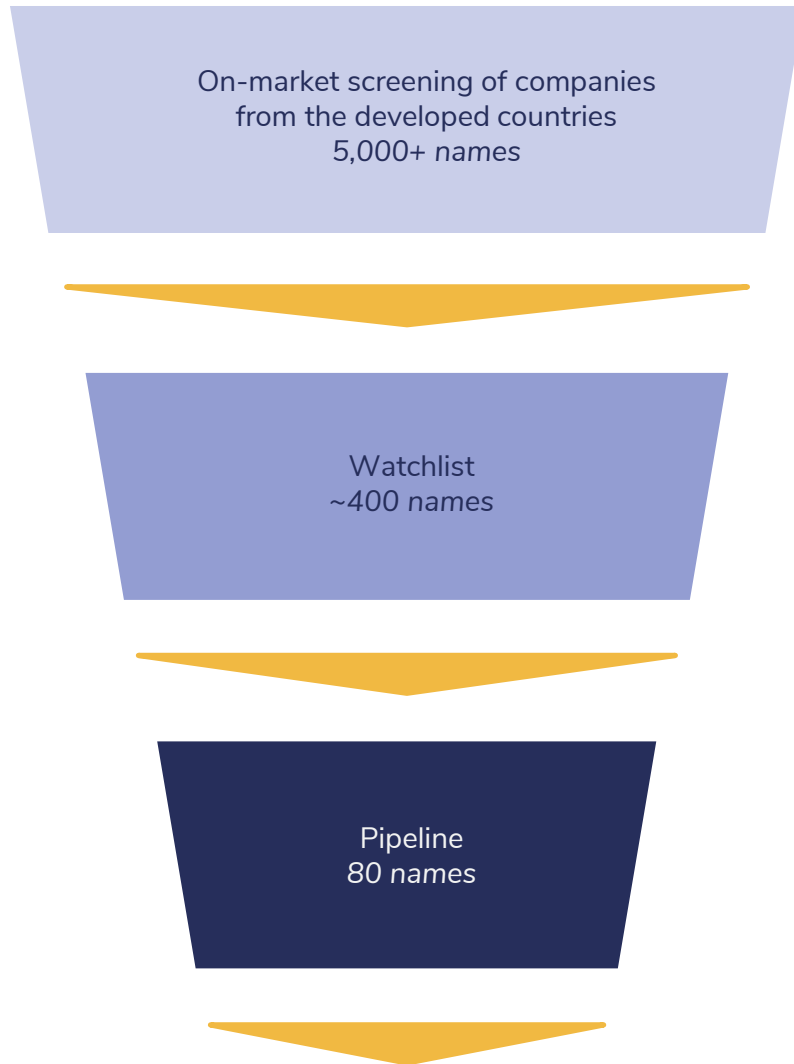 On-market screening of companies
from the developed countries
5,000+ names
Watchlist
~400 names
Pipeline
80 names